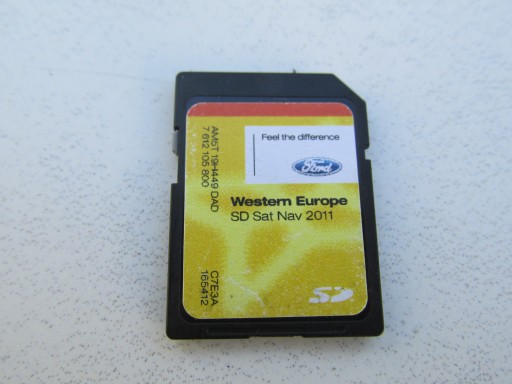 Feel the difference
Ford
Western Europe
SD Sat Nav 2011
AM5T 19H449 DAD
7 612 105 800
C7E3A
165412
SD